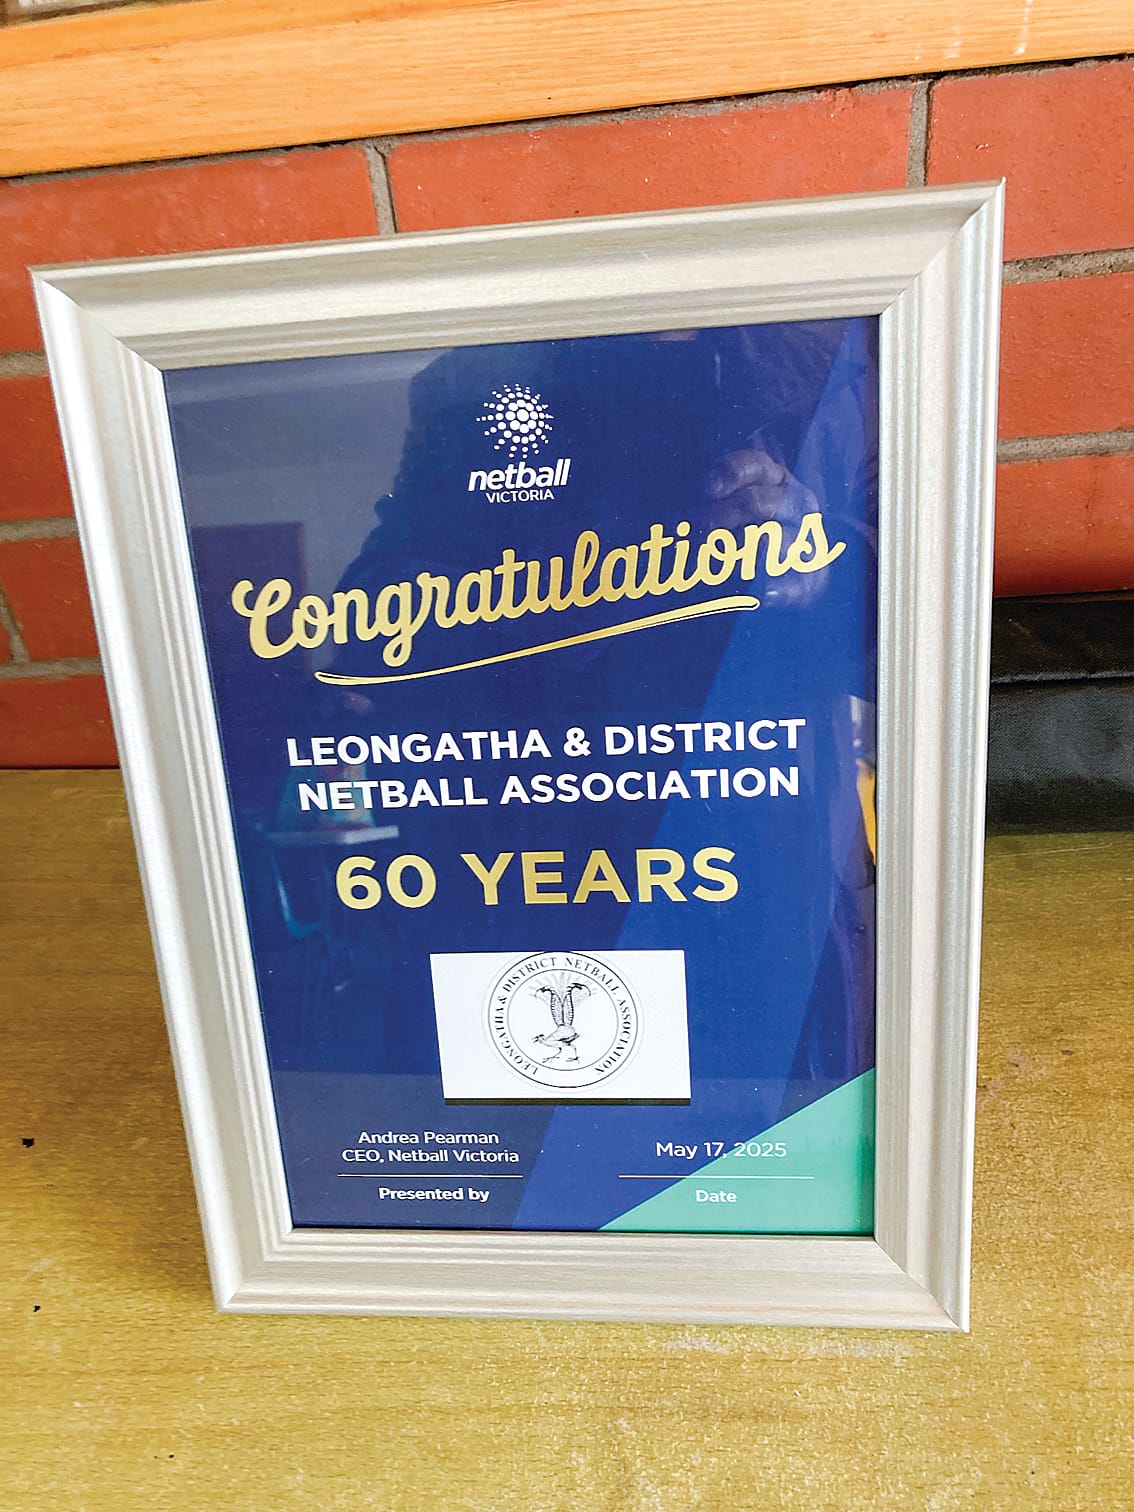 netball
VICTORIA
Congratulations
LEONGATHA & DISTRICT
NETBALL ASSOCIATION
60 YEARS
LEONGATHA & DISTRICT NETBALL ASSOCIATION
Andrea Pearman
CEO, Netball Victoria
Presented by
May 17, 2025
Date